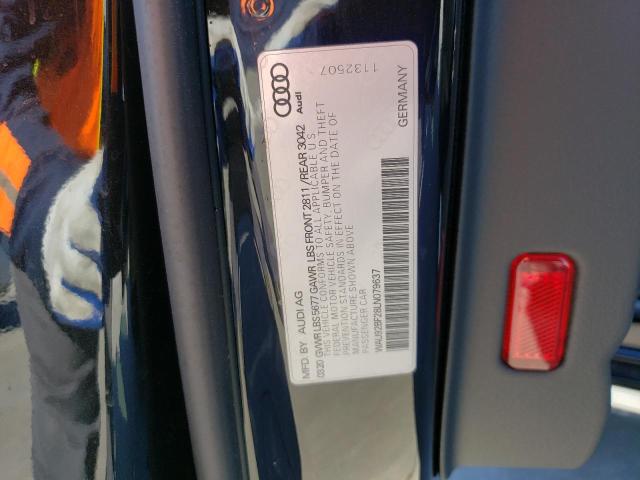 MFD. BY AUDI AG
03.20 GVWR LBS 5677 GAWR LBS FRONT 2811 / REAR 3042
THIS VEHICLE CONFORMS TO ALL APPLICABLE U.S.
FEDERAL MOTOR VEHICLE SAFETY, BUMPER AND THEFT
PREVENTION STANDARDS IN EFFECT ON THE DATE OF
MANUFACTURE SHOWN ABOVE
PASSENGER CAR
WAU92BF28LN079637
GERMANY
Audi
1132507